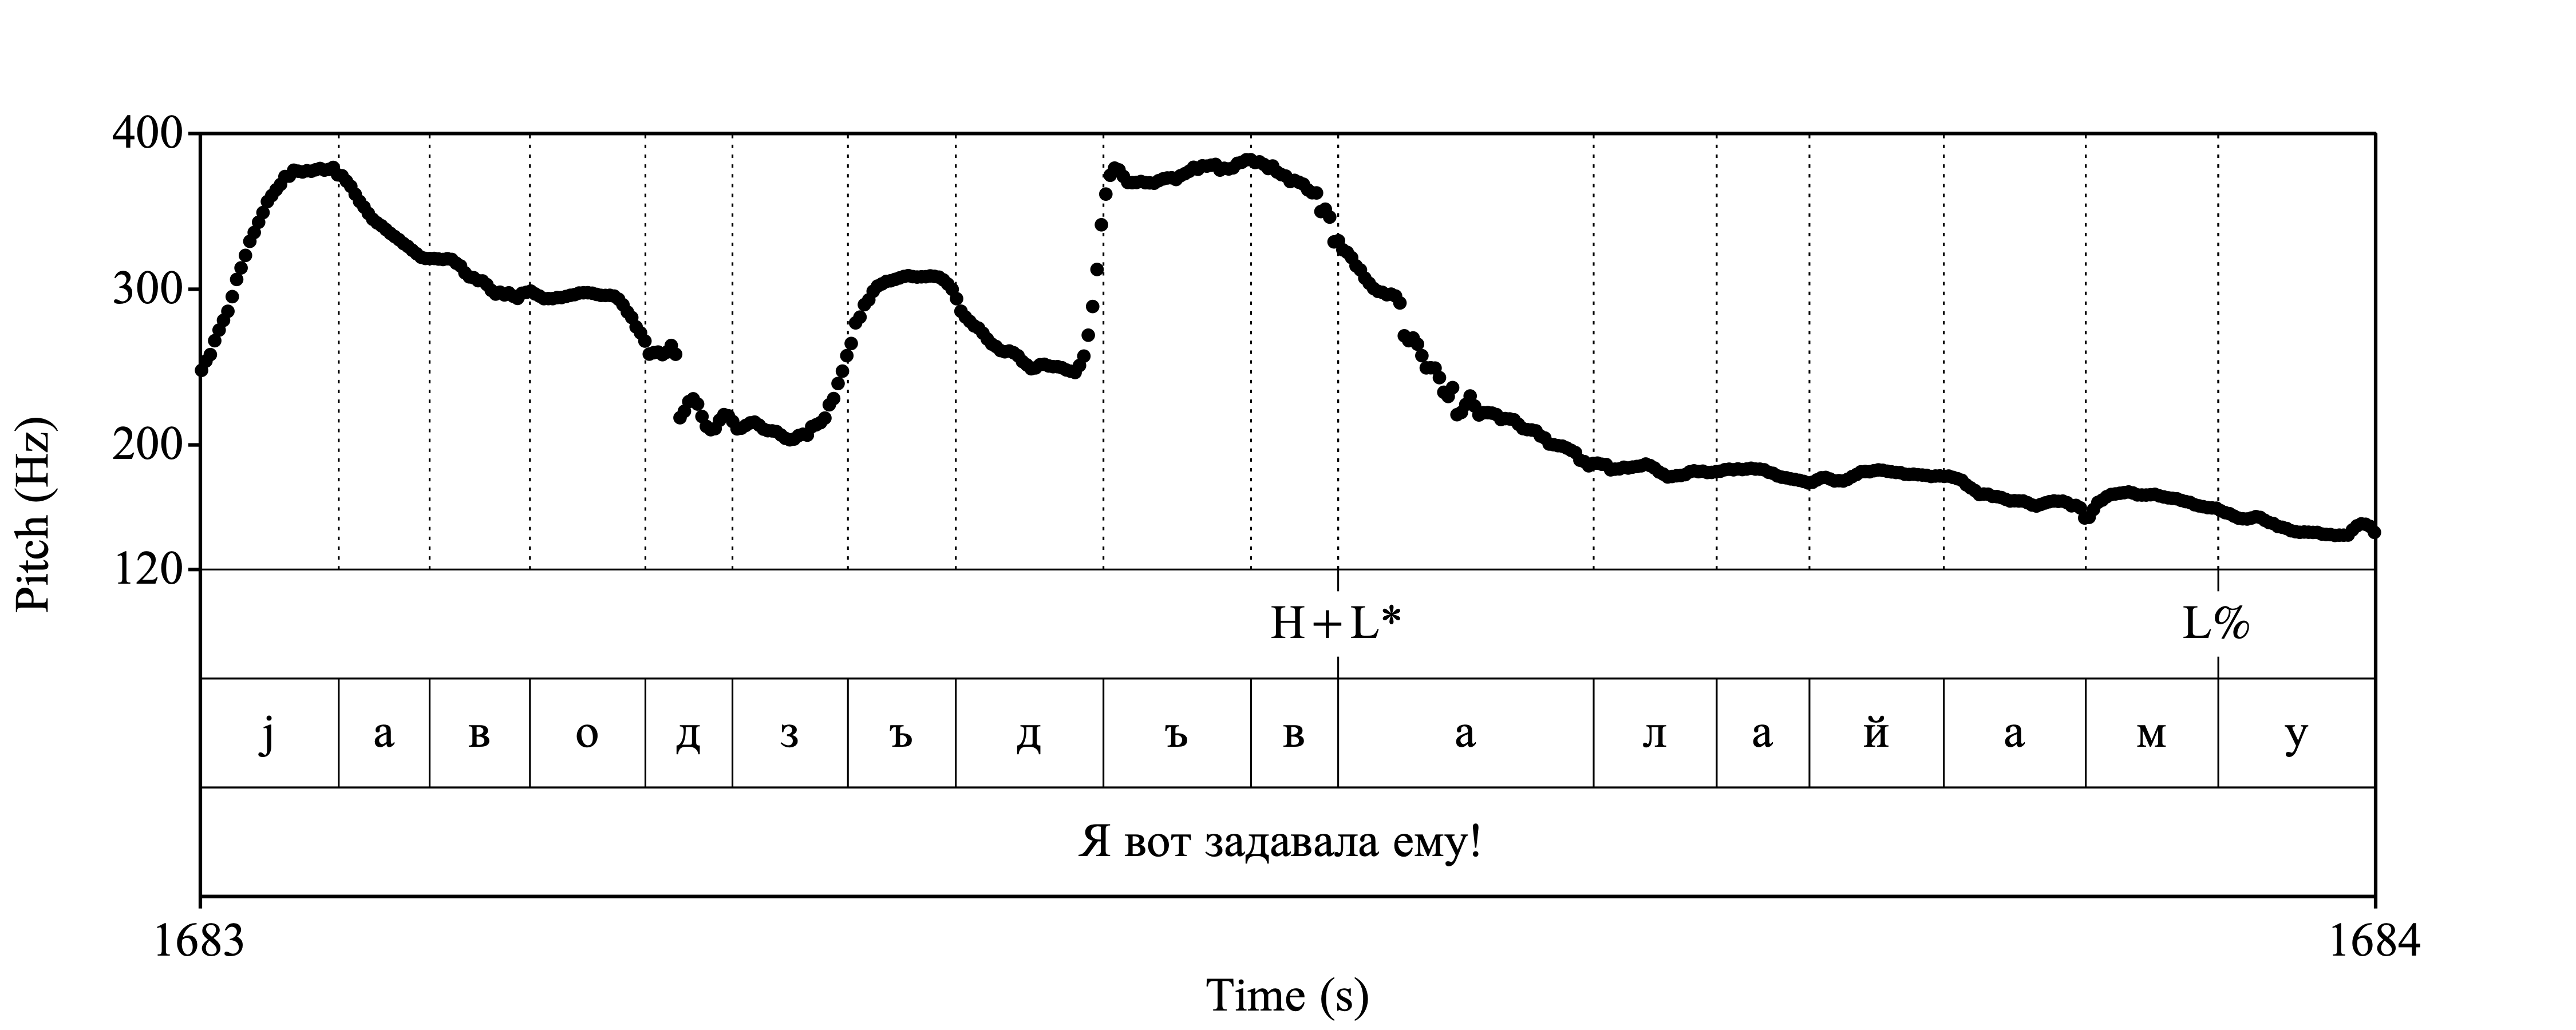 400
300
200
120
Pitch (Hz)
H+L* L%
j а в о д з ъ д ъ в а л а й а м у
Я вот задавала ему!
1683 1684
Time (s)